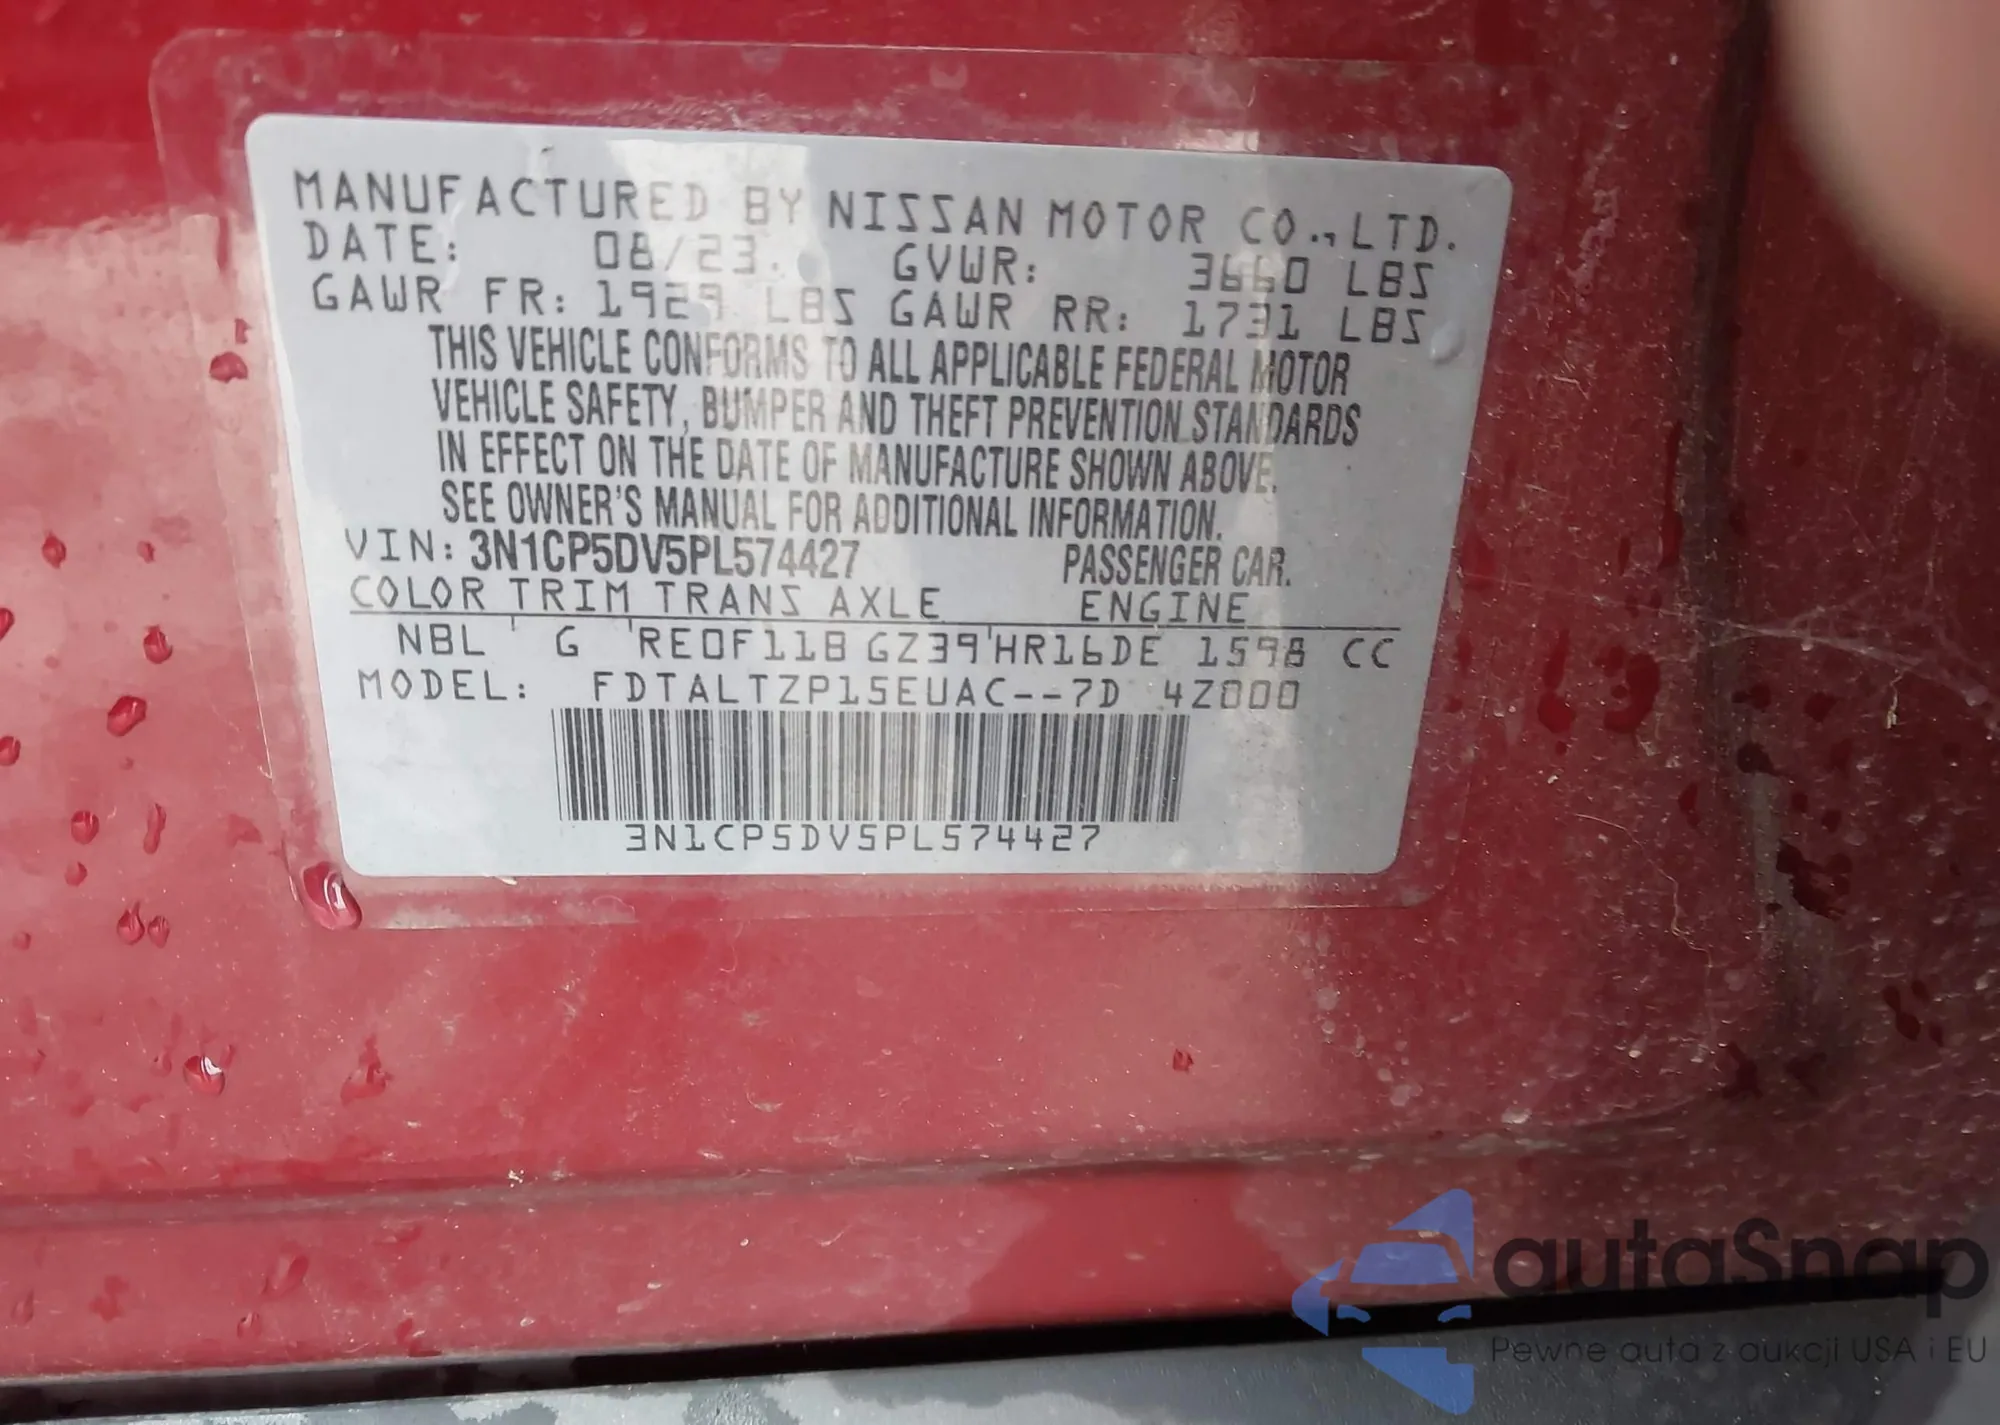 MANUFACTURED BY NISSAN MOTOR CO., LTD.
DATE: 08/23. GVWR: 3660 LBS
GAWR FR: 1929 LBS GAWR RR: 1731 LBS
THIS VEHICLE CONFORMS TO ALL APPLICABLE FEDERAL MOTOR
VEHICLE SAFETY, BUMPER AND THEFT PREVENTION STANDARDS
IN EFFECT ON THE DATE OF MANUFACTURE SHOWN ABOVE.
SEE OWNER'S MANUAL FOR ADDITIONAL INFORMATION.
VIN: 3N1CP5DV5PL574427 PASSENGER CAR.
COLOR TRIM TRANS AXLE ENGINE
NBL G RE0F11B GZ39 HR16DE 1598 CC
MODEL: FDTALTZP15EUAC--7D 4Z000
3N1CP5DV5PL574427
autaSnap
Pewne auta z aukcji USA i EU